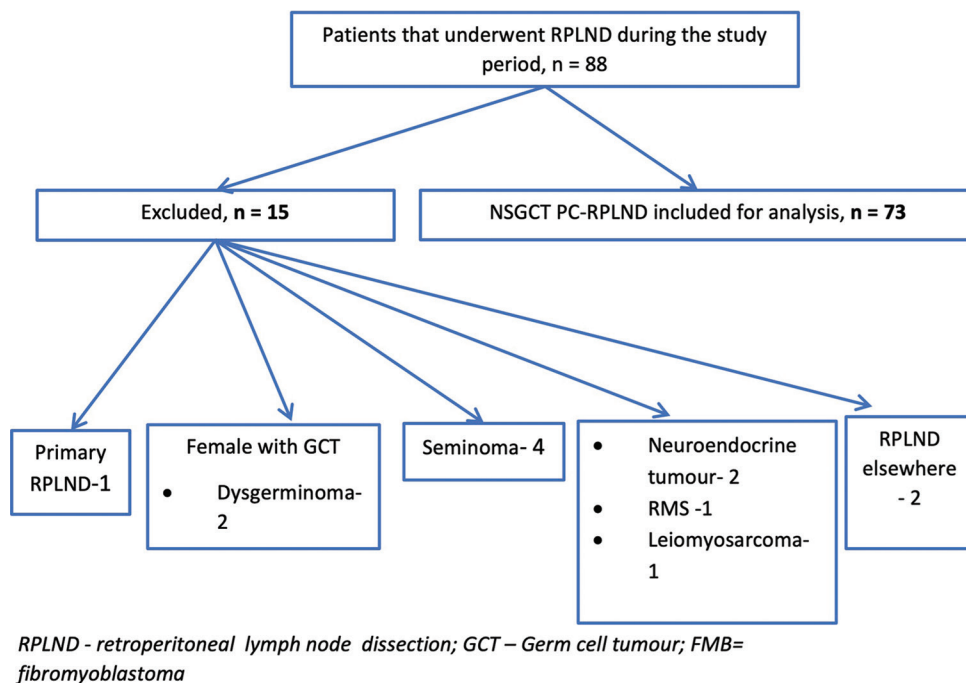 Patients that underwent RPLND during the study
period, n = 88
Excluded, n = 15
NSGCT PC-RPLND included for analysis, n = 73
Primary
RPLND-1
Female with GCT
• Dysgerminoma-
2
Seminoma- 4
• Neuroendocrine
tumour- 2
• RMS -1
• Leiomyosarcoma-
1
RPLND
elsewhere
- 2
RPLND - retroperitoneal lymph node dissection; GCT – Germ cell tumour; FMB=
fibromyoblastoma